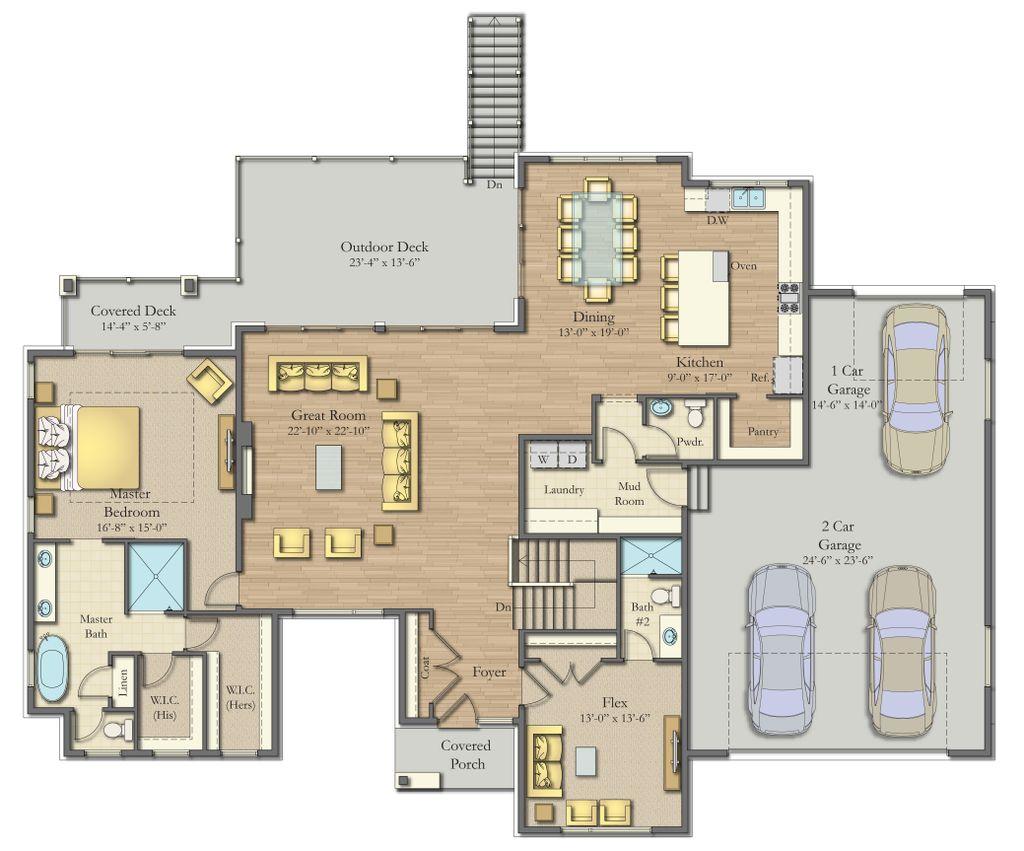 Dn
D.W
Outdoor Deck
23'-4" x 13'-6"
Oven
Covered Deck
14'-4" x 5'-8"
Dining
13'-0" x 19'-0"
Kitchen
9'-0" x 17'-0"
Ref.
1 Car
Garage
14'-6" x 14'-0"
Great Room
22'-10" x 22'-10"
Pwdr.
Pantry
W
D
Laundry
Mud
Room
Master
Bedroom
16'-8" x 15'-0"
2 Car
Garage
24'-6" x 23'-6"
Dn
Bath
#2
Master
Bath
Linen
W.I.C.
(His)
W.I.C.
(Hers)
Coat
Foyer
Flex
13'-0" x 13'-6"
Covered
Porch